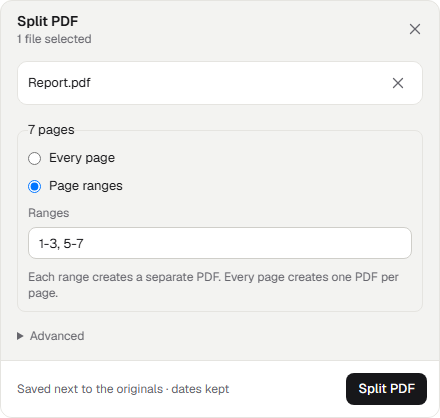 Split PDF
1 file selected
Report.pdf
7 pages
Every page
Page ranges
Ranges
1-3, 5-7
Each range creates a separate PDF. Every page creates one PDF per
page.
Advanced
Saved next to the originals · dates kept
Split PDF